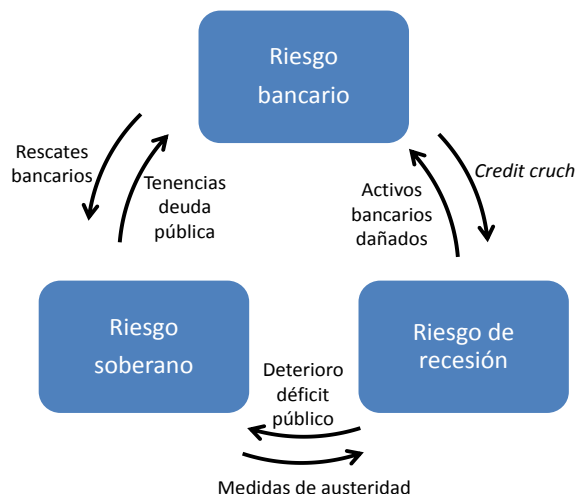 Riesgo
bancario
Rescates
bancarios
Tenencias
deuda
pública
Activos
bancarios
dañados
Credit cruch
Riesgo
soberano
Riesgo de
recesión
Deterioro
déficit
público
Medidas de austeridad